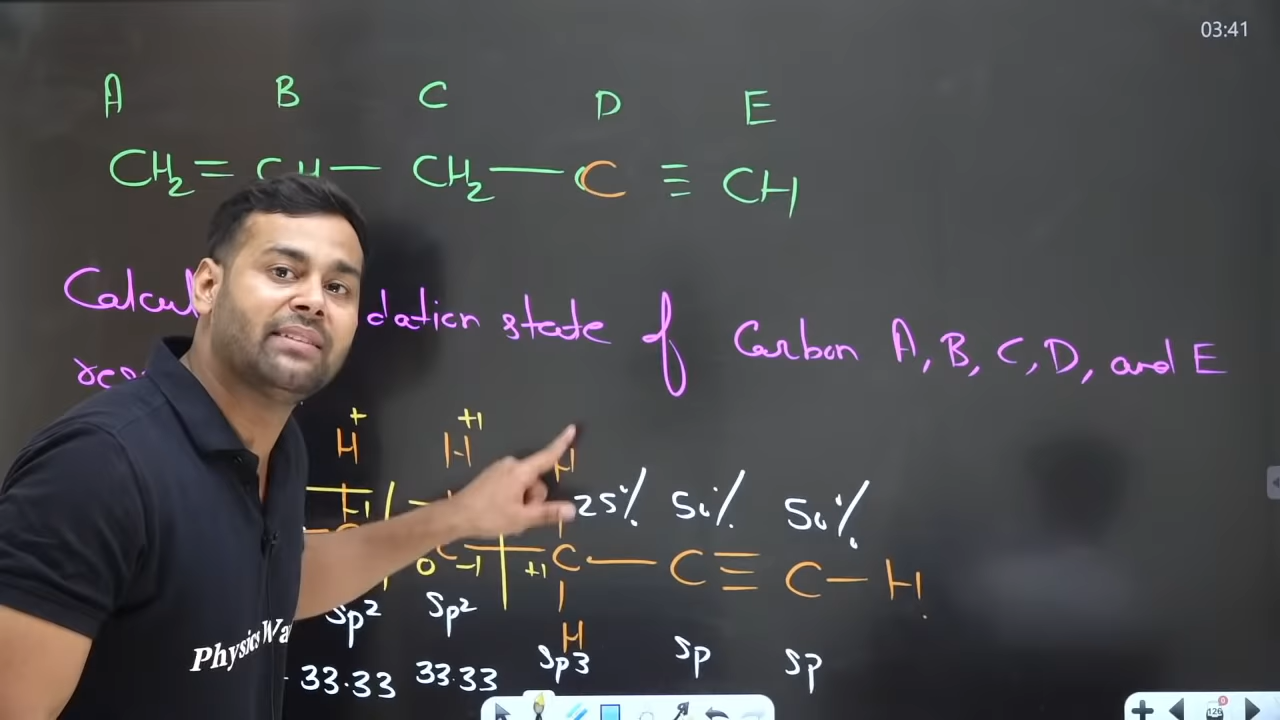 03:41
A B C D E
CH2 = CH — CH2 — C ≡ CH
dation state of Carbon A, B, C, D, and E
+ +1
H H H
25% 50% 50%
-1 C C C — C ≡ C — H
0 -1 +1
H
sp2 sp2 sp3 sp sp
33.33 33.33
Physics Wa
126